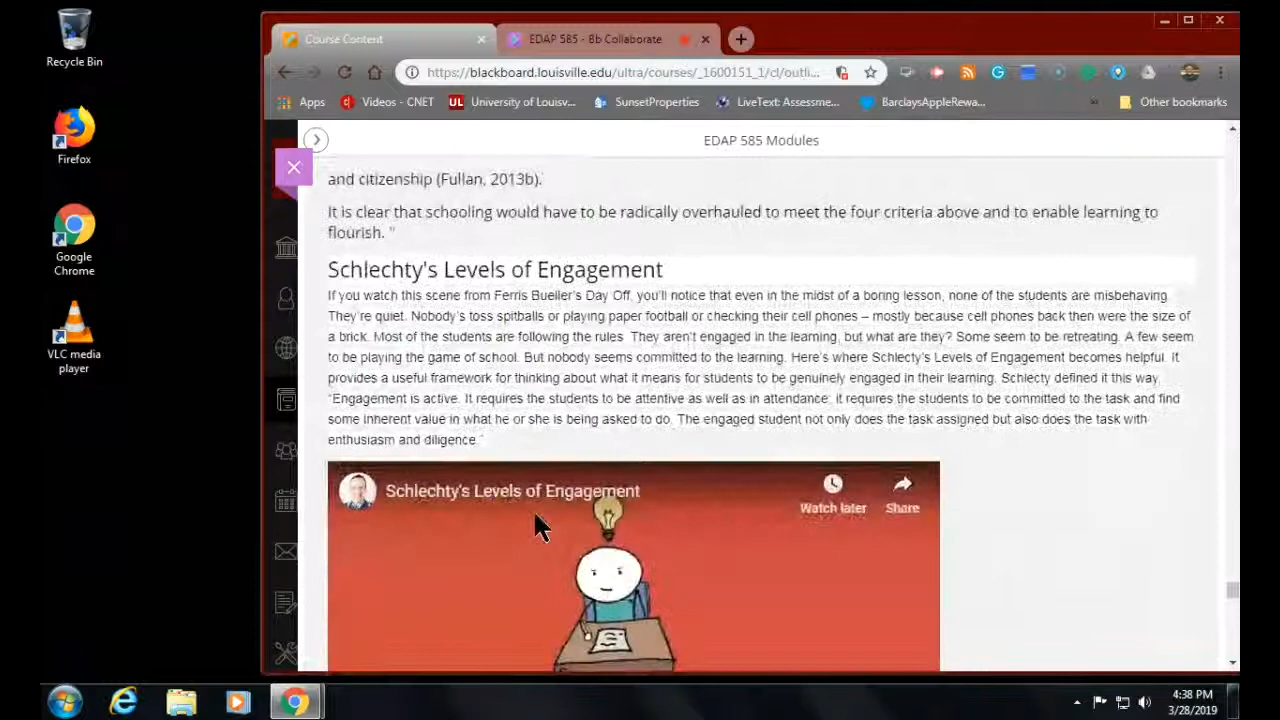 Recycle Bin
Firefox
Google
Chrome
VLC media
player
Course Content
EDAP 585 - Bb Collaborate
https://blackboard.louisville.edu/ultra/courses/_1600151_1/cl/outli...
Apps
Videos - CNET
UL University of Louisv...
SunsetProperties
LiveText: Assessme...
BarclaysAppleRewa...
»
Other bookmarks
EDAP 585 Modules
and citizenship (Fullan, 2013b).
It is clear that schooling would have to be radically overhauled to meet the four criteria above and to enable learning to
flourish. "
Schlechty's Levels of Engagement
If you watch this scene from Ferris Bueller's Day Off, you'll notice that even in the midst of a boring lesson, none of the students are misbehaving.
They're quiet. Nobody's toss spitballs or playing paper football or checking their cell phones – mostly because cell phones back then were the size of
a brick. Most of the students are following the rules. They aren't engaged in the learning, but what are they? Some seem to be retreating. A few seem
to be playing the game of school. But nobody seems committed to the learning. Here's where Schlecty's Levels of Engagement becomes helpful. It
provides a useful framework for thinking about what it means for students to be genuinely engaged in their learning. Schlecty defined it this way,
"Engagement is active. It requires the students to be attentive as well as in attendance; it requires the students to be committed to the task and find
some inherent value in what he or she is being asked to do. The engaged student not only does the task assigned but also does the task with
enthusiasm and diligence."
Schlechty's Levels of Engagement
Watch later
Share
4:38 PM
3/28/2019